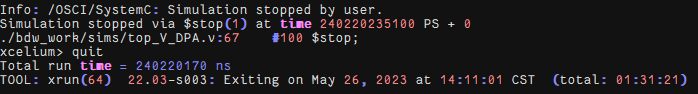 Info: /OSCI/SystemC: Simulation stopped by user.
Simulation stopped via $stop(1) at time 240220235100 PS + 0
./bdw_work/sims/top_V_DPA.v:67    #100 $stop;
xcelium> quit
Total run time = 240220170 ns
TOOL: xrun(64)  22.03-s003: Exiting on May 26, 2023 at 14:11:01 CST  (total: 01:31:21)